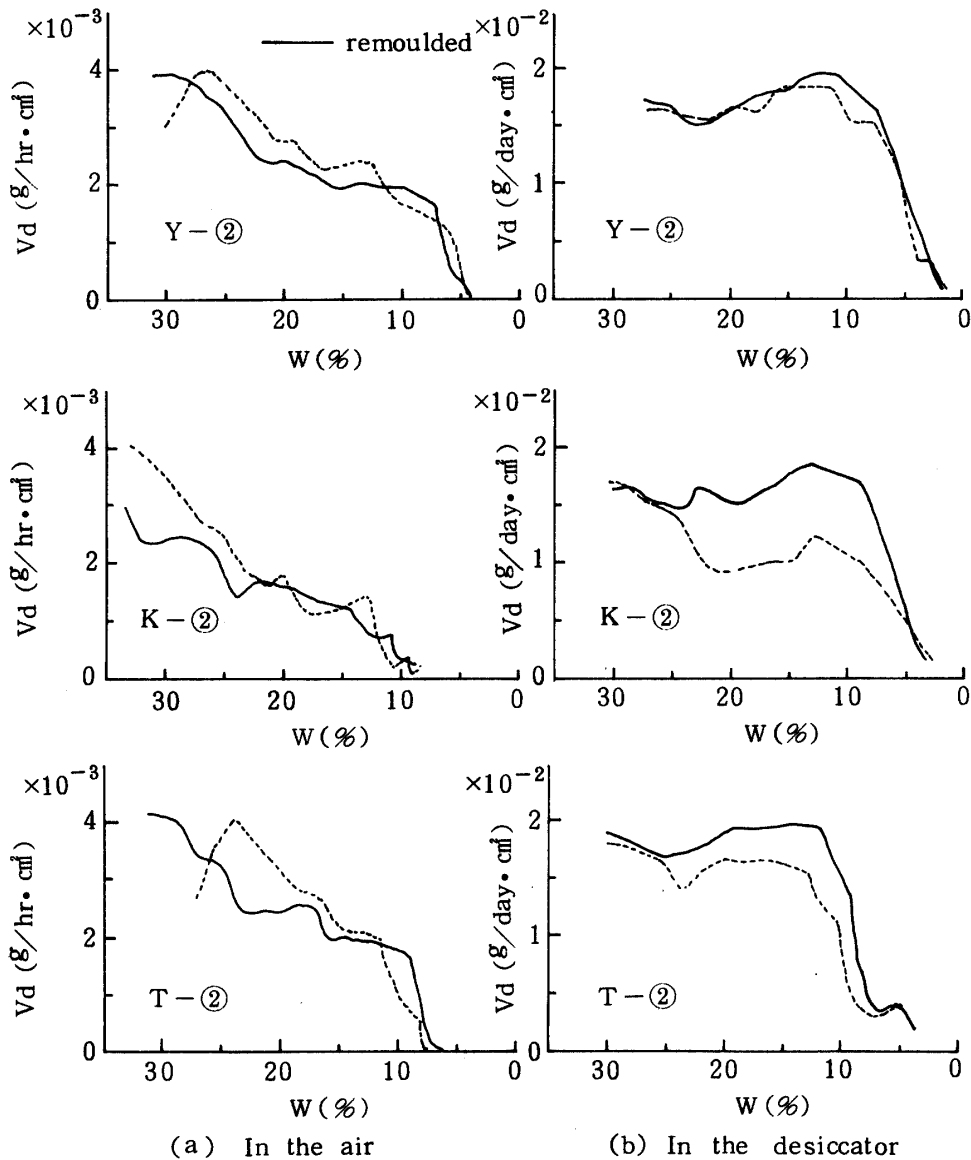 ×10⁻³
remoulded
×10⁻²
Vd (g/hr•c㎡)
4
2
0
Y−②
30 20 10 0
W(%)
Vd (g/day•c㎡)
2
1
0
Y−②
30 20 10 0
W(%)
×10⁻³
Vd (g/hr•c㎡)
4
2
0
K−②
30 20 10 0
W(%)
×10⁻²
Vd (g/day•c㎡)
2
1
0
K−②
30 20 10 0
W(%)
×10⁻³
Vd (g/hr•c㎡)
4
2
0
T−②
30 20 10 0
W(%)
×10⁻²
Vd (g/day•c㎡)
2
1
0
T−②
30 20 10 0
W(%)
(a) In the air
(b) In the desiccator